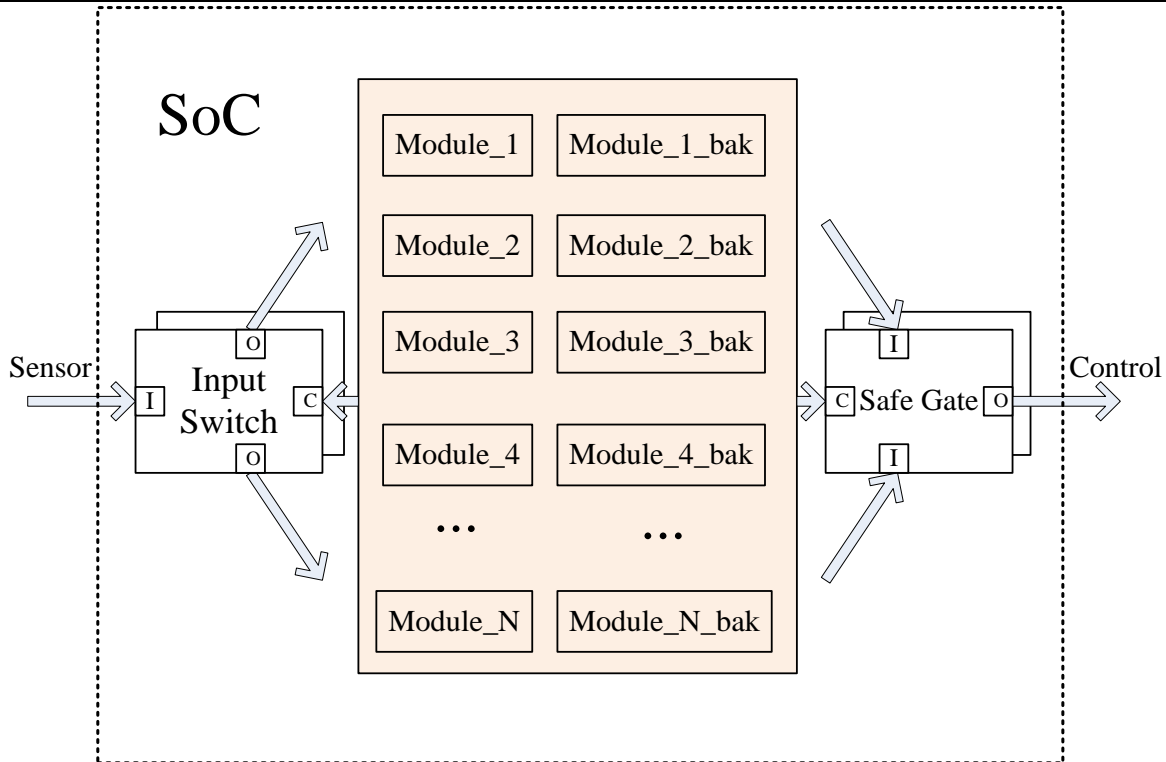 SoC
Module_1
Module_1_bak
Module_2
Module_2_bak
Module_3
Module_3_bak
Module_4
Module_4_bak
...
...
Module_N
Module_N_bak
Sensor
I
O
Input
Switch
C
O
I
C
Safe Gate
O
I
Control